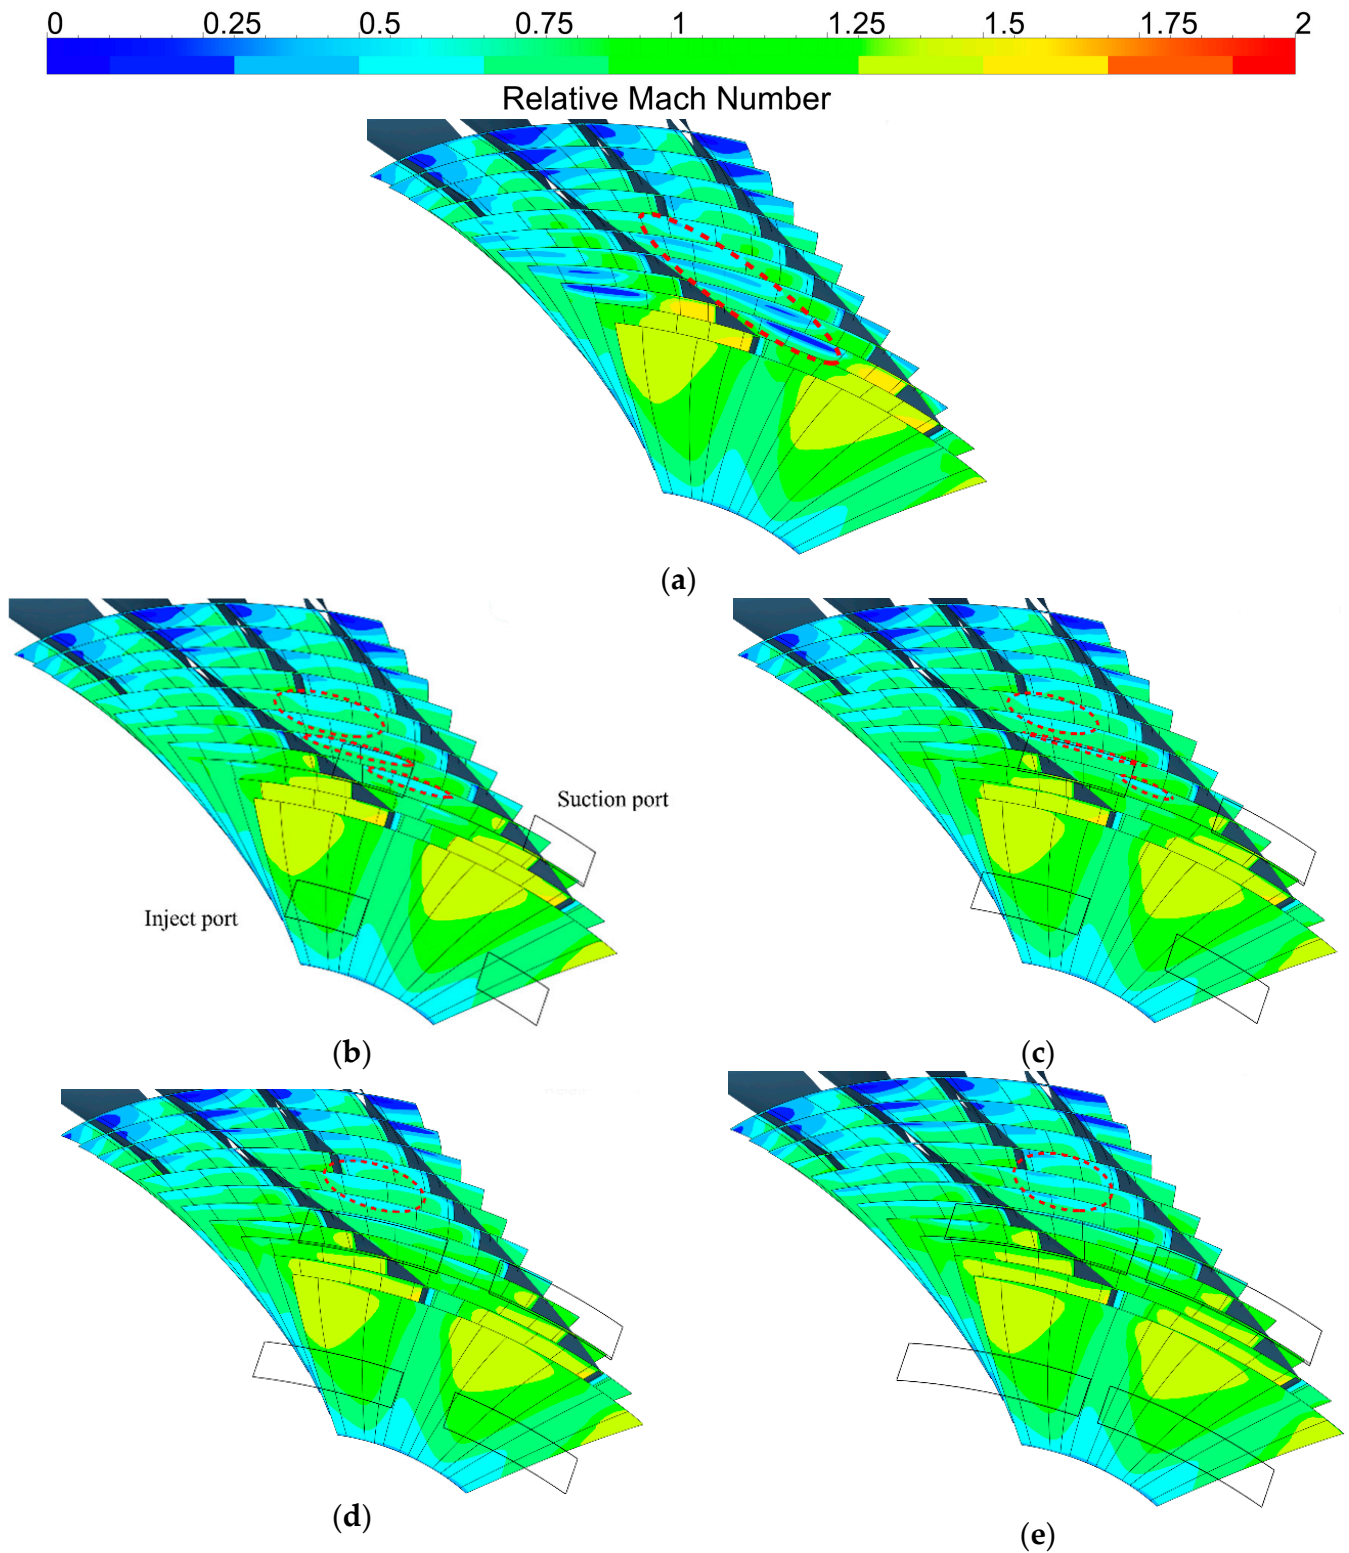 0 0.25 0.5 0.75 1 1.25 1.5 1.75 2
Relative Mach Number
(a)
Suction port
Inject port
(b) (c)
(d) (e)